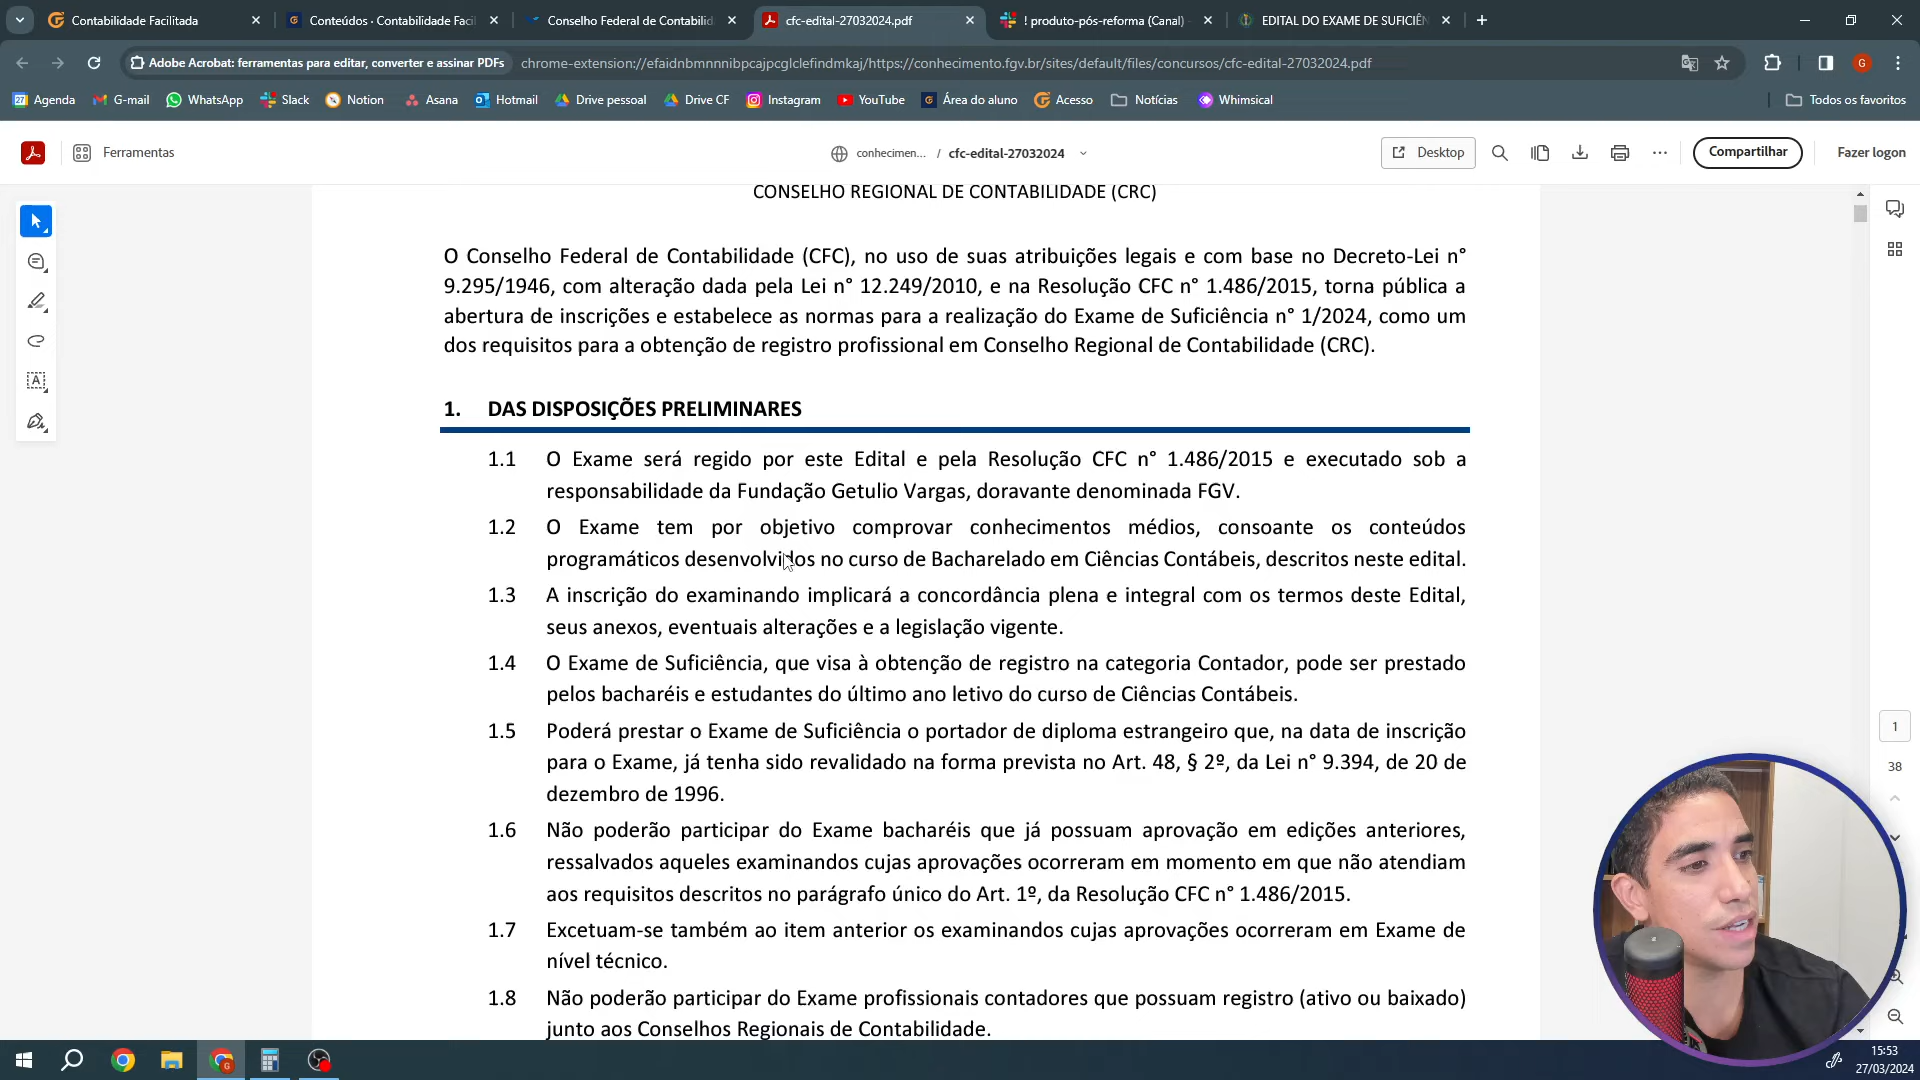 Contabilidade Facilitada
Conteúdos · Contabilidade Facil
Conselho Federal de Contabilid
cfc-edital-27032024.pdf
! produto-pós-reforma (Canal)
EDITAL DO EXAME DE SUFICIÊN
Adobe Acrobat: ferramentas para editar, converter e assinar PDFs
chrome-extension://efaidnbmnnnibpcajpcglclefindmkaj/https://conhecimento.fgv.br/sites/default/files/concursos/cfc-edital-27032024.pdf
G
Agenda
G-mail
WhatsApp
Slack
Notion
Asana
Hotmail
Drive pessoal
Drive CF
Instagram
YouTube
Área do aluno
Acesso
Notícias
Whimsical
Todos os favoritos
Ferramentas
conhecimen... / cfc-edital-27032024
Desktop
Compartilhar
Fazer logon
CONSELHO REGIONAL DE CONTABILIDADE (CRC)
O Conselho Federal de Contabilidade (CFC), no uso de suas atribuições legais e com base no Decreto-Lei n°
9.295/1946, com alteração dada pela Lei n° 12.249/2010, e na Resolução CFC n° 1.486/2015, torna pública a
abertura de inscrições e estabelece as normas para a realização do Exame de Suficiência n° 1/2024, como um
dos requisitos para a obtenção de registro profissional em Conselho Regional de Contabilidade (CRC).
1. DAS DISPOSIÇÕES PRELIMINARES
1.1 O Exame será regido por este Edital e pela Resolução CFC n° 1.486/2015 e executado sob a
responsabilidade da Fundação Getulio Vargas, doravante denominada FGV.
1.2 O Exame tem por objetivo comprovar conhecimentos médios, consoante os conteúdos
programáticos desenvolvidos no curso de Bacharelado em Ciências Contábeis, descritos neste edital.
1.3 A inscrição do examinando implicará a concordância plena e integral com os termos deste Edital,
seus anexos, eventuais alterações e a legislação vigente.
1.4 O Exame de Suficiência, que visa à obtenção de registro na categoria Contador, pode ser prestado
pelos bacharéis e estudantes do último ano letivo do curso de Ciências Contábeis.
1.5 Poderá prestar o Exame de Suficiência o portador de diploma estrangeiro que, na data de inscrição
para o Exame, já tenha sido revalidado na forma prevista no Art. 48, § 2º, da Lei n° 9.394, de 20 de
dezembro de 1996.
1.6 Não poderão participar do Exame bacharéis que já possuam aprovação em edições anteriores,
ressalvados aqueles examinandos cujas aprovações ocorreram em momento em que não atendiam
aos requisitos descritos no parágrafo único do Art. 1º, da Resolução CFC n° 1.486/2015.
1.7 Excetuam-se também ao item anterior os examinandos cujas aprovações ocorreram em Exame de
nível técnico.
1.8 Não poderão participar do Exame profissionais contadores que possuam registro (ativo ou baixado)
junto aos Conselhos Regionais de Contabilidade.
1
38
15:53
27/03/2024